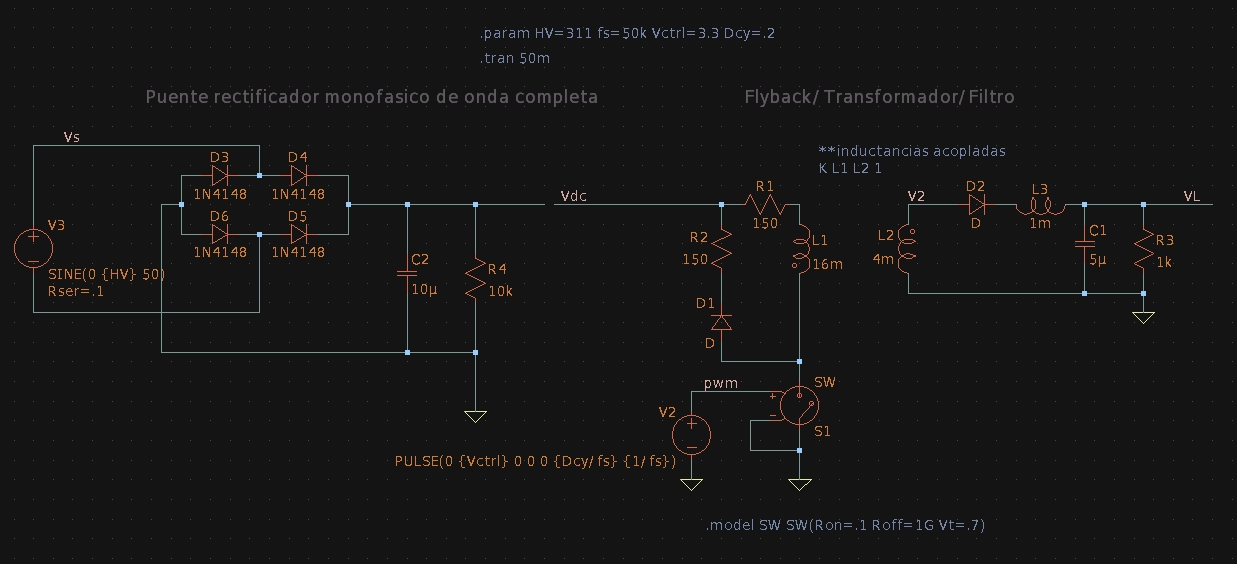 .param HV=311 fs=50k Vctrl=3.3 Dcy=.2
.tran 50m
Puente rectificador monofasico de onda completa
Flyback/Transformador/Filtro
**inductancias acopladas
K L1 L2 1
Vs
D3
1N4148
D4
1N4148
D6
1N4148
D5
1N4148
V3
SINE(0 {HV} 50)
Rser=.1
C2
10µ
R4
10k
Vdc
R1
150
R2
150
L1
16m
D1
D
pwm
SW
S1
V2
PULSE(0 {Vctrl} 0 0 0 {Dcy/fs} {1/fs})
V2
D2
D
L3
1m
VL
L2
4m
C1
5µ
R3
1k
.model SW SW(Ron=.1 Roff=1G Vt=.7)